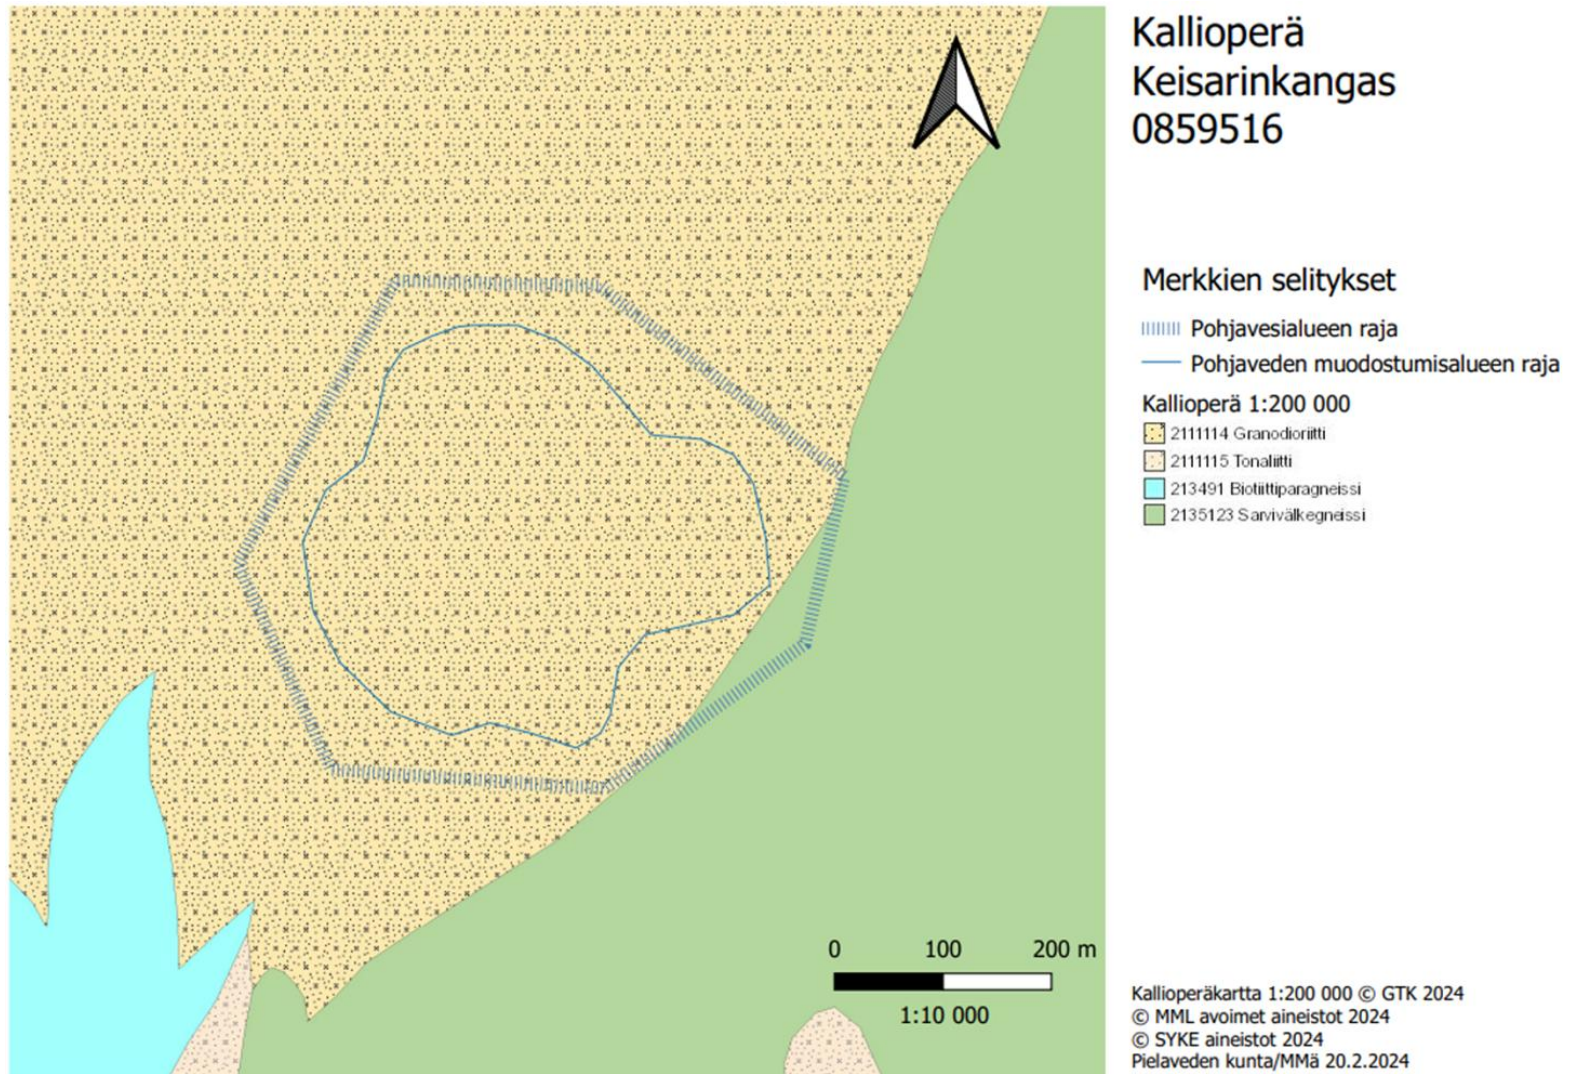 Kallioperä
Keisarinkangas
0859516
Merkkien selitykset
Pohjavesialueen raja
Pohjaveden muodostumisalueen raja
Kallioperä 1:200 000
2111114 Granodioriitti
2111115 Tonaliitti
213491 Biotiittiparagneissi
2135123 Sarvivälkegneissi
0 100 200 m
1:10 000
Kallioperäkartta 1:200 000 © GTK 2024
© MML avoimet aineistot 2024
© SYKE aineistot 2024
Pielaveden kunta/MMä 20.2.2024